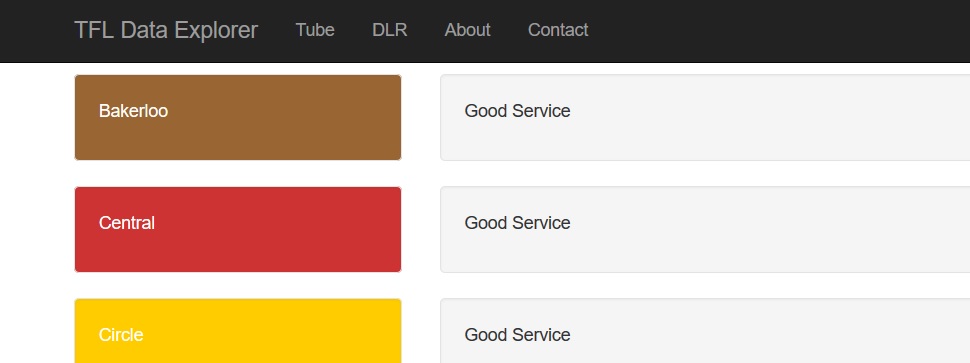 TFL Data Explorer Tube DLR About Contact
Bakerloo Good Service
Central Good Service
Circle Good Service